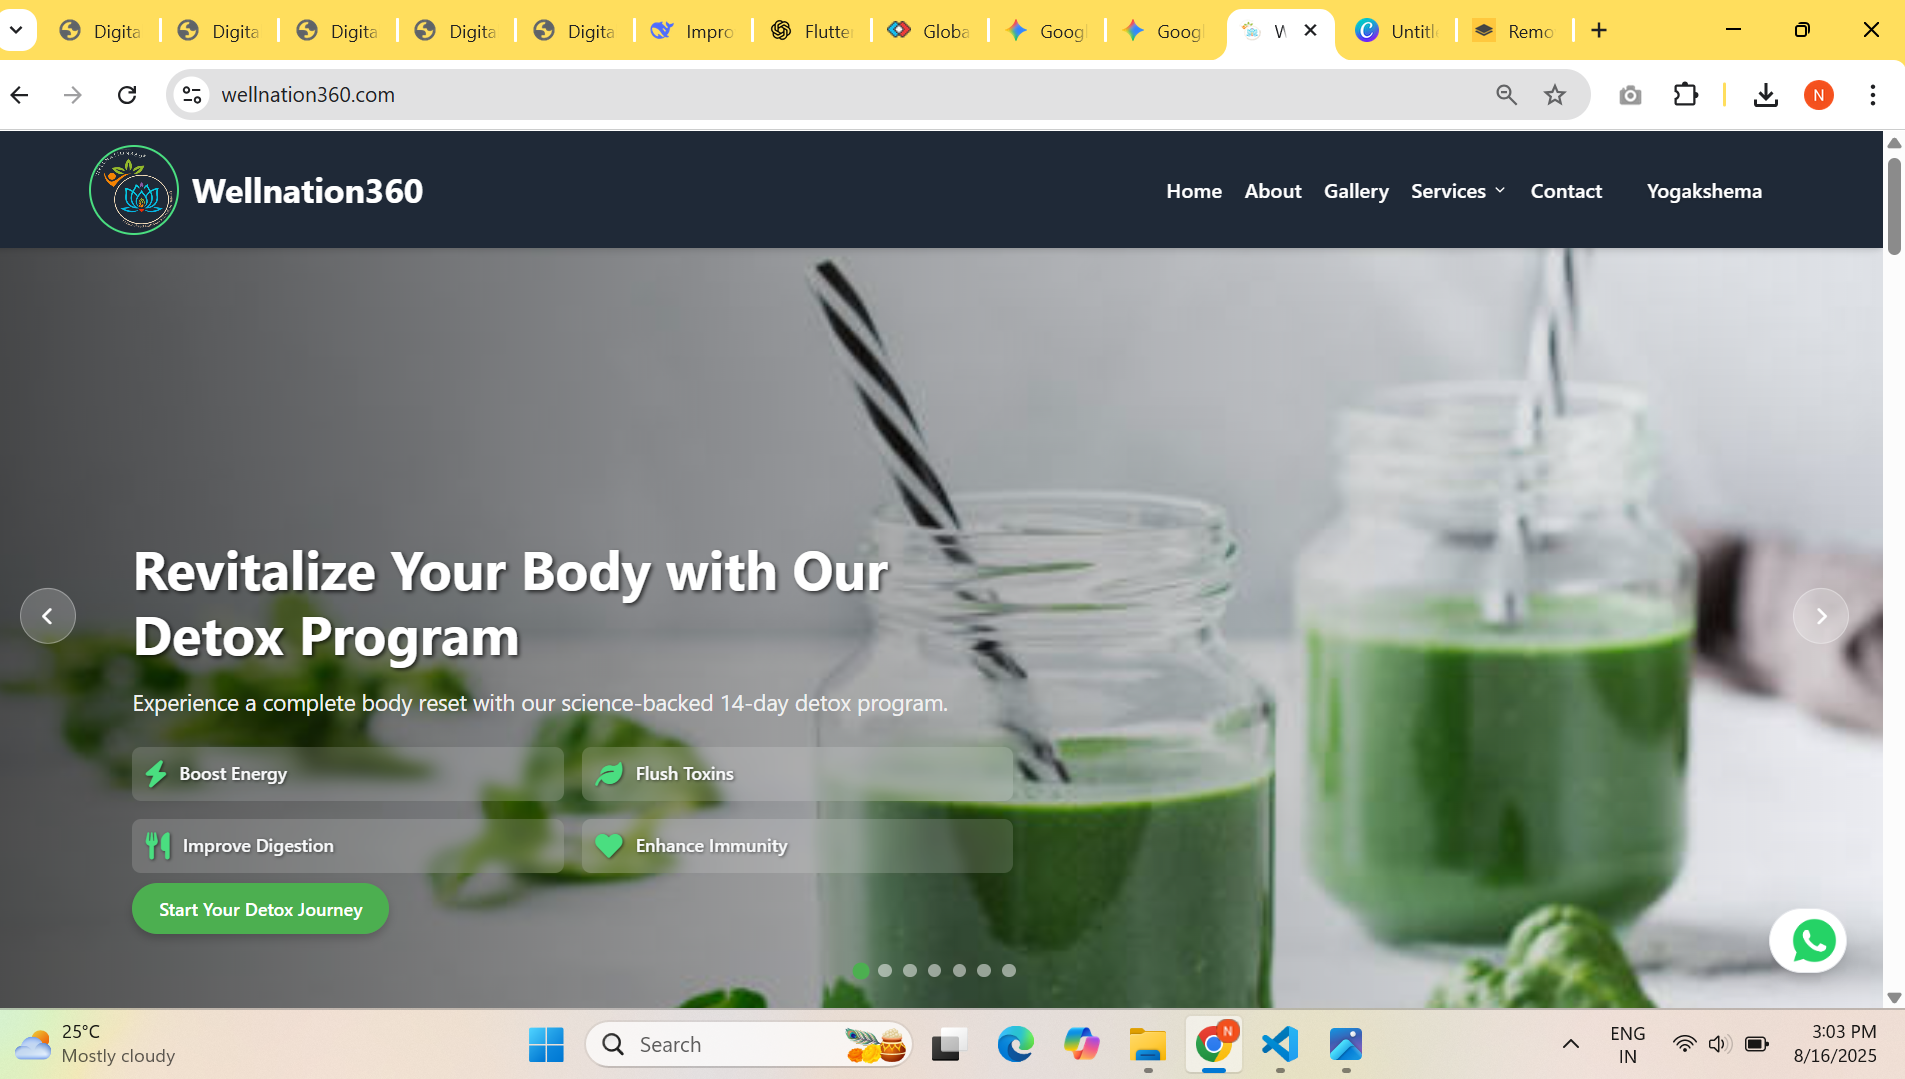 Digita
Digita
Digita
Digita
Digita
Impro
Flutter
Globa
Googl
Googl
W
Untitl
Remo
wellnation360.com
N
Wellnation360
Home
About
Gallery
Services
Contact
Yogakshema
Revitalize Your Body with Our
Detox Program
Experience a complete body reset with our science-backed 14-day detox program.
Boost Energy
Flush Toxins
Improve Digestion
Enhance Immunity
Start Your Detox Journey
25°C
Mostly cloudy
Search
N
ENG
IN
3:03 PM
8/16/2025